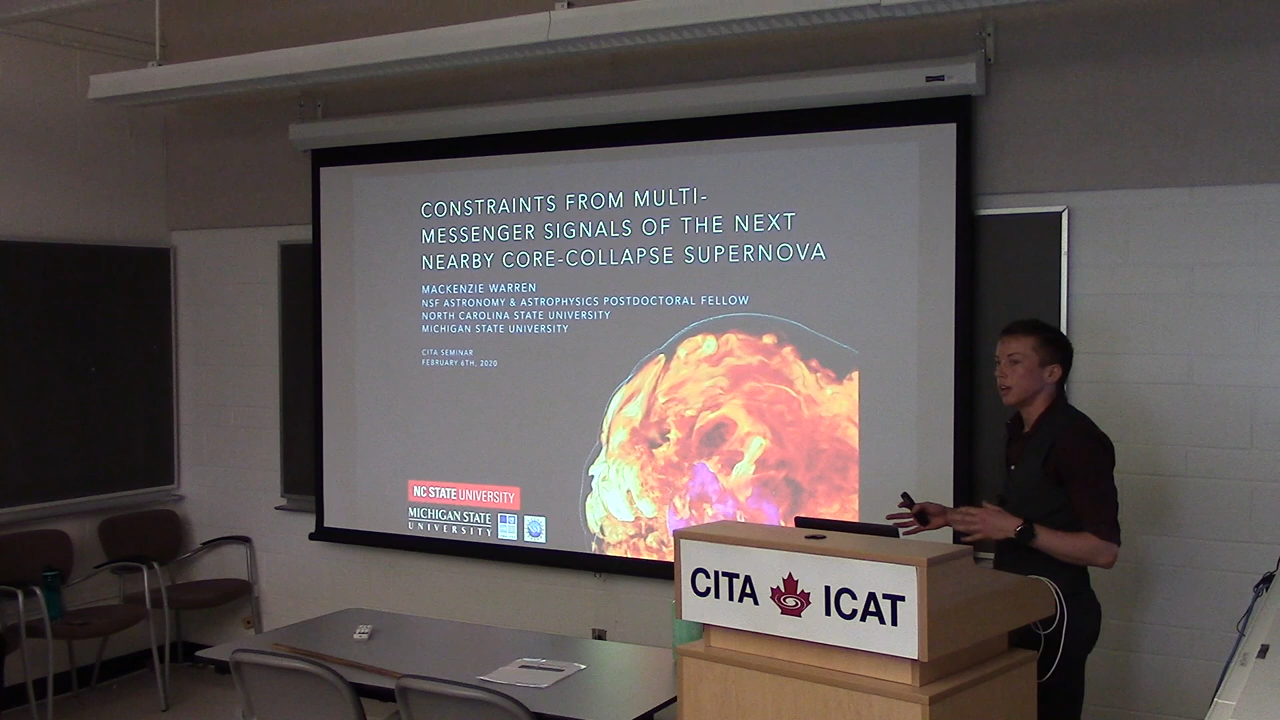 CONSTRAINTS FROM MULTI-
MESSENGER SIGNALS OF THE NEXT
NEARBY CORE-COLLAPSE SUPERNOVA
MACKENZIE WARREN
NSF ASTRONOMY & ASTROPHYSICS POSTDOCTORAL FELLOW
NORTH CAROLINA STATE UNIVERSITY
MICHIGAN STATE UNIVERSITY
CITA SEMINAR
FEBRUARY 6TH, 2020
NC STATE UNIVERSITY
MICHIGAN STATE
UNIVERSITY
CITA ICAT